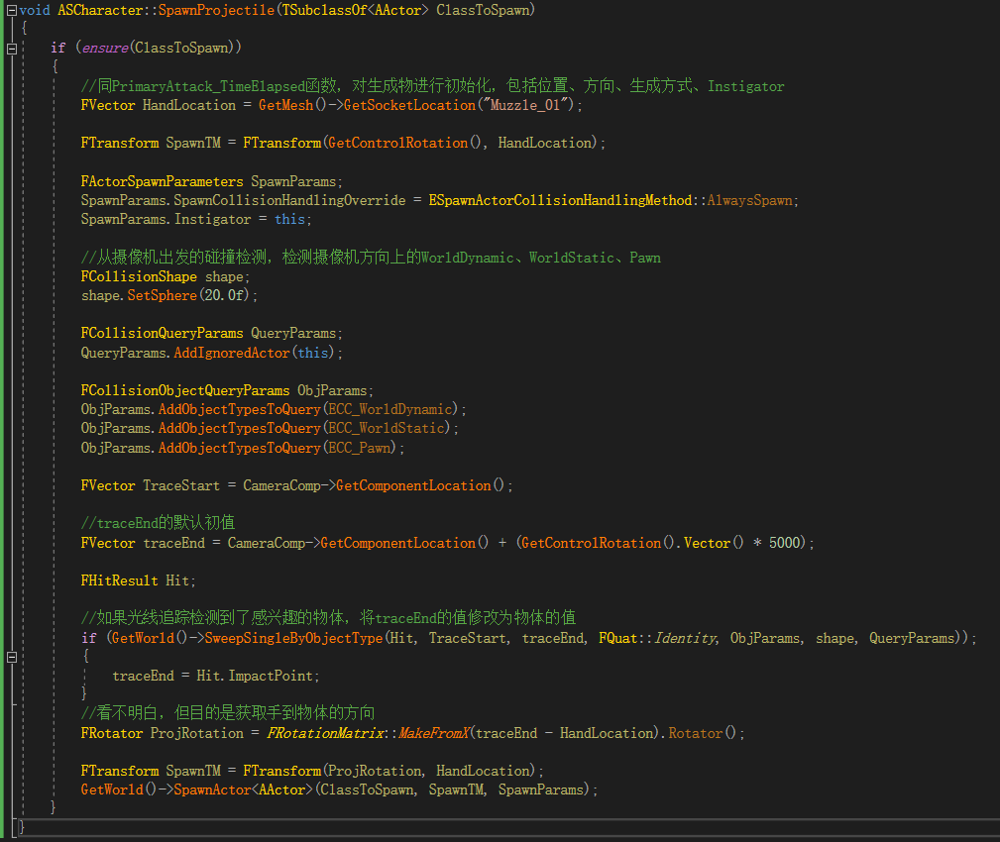 void ASCharacter::SpawnProjectile(TSubclassOf<AActor> ClassToSpawn)
{
if (ensure(ClassToSpawn))
{
//同PrimaryAttack_TimeElapsed函数，对生成物进行初始化，包括位置、方向、生成方式、Instigator
FVector HandLocation = GetMesh()->GetSocketLocation("Muzzle_01");
FTransform SpawnTM = FTransform(GetControlRotation(), HandLocation);
FActorSpawnParameters SpawnParams;
SpawnParams.SpawnCollisionHandlingOverride = ESpawnActorCollisionHandlingMethod::AlwaysSpawn;
SpawnParams.Instigator = this;
//从摄像机出发的碰撞检测，检测摄像机方向上的WorldDynamic、WorldStatic、Pawn
FCollisionShape shape;
shape.SetSphere(20.0f);
FCollisionQueryParams QueryParams;
QueryParams.AddIgnoredActor(this);
FCollisionObjectQueryParams ObjParams;
ObjParams.AddObjectTypesToQuery(ECC_WorldDynamic);
ObjParams.AddObjectTypesToQuery(ECC_WorldStatic);
ObjParams.AddObjectTypesToQuery(ECC_Pawn);
FVector TraceStart = CameraComp->GetComponentLocation();
//traceEnd的默认初值
FVector traceEnd = CameraComp->GetComponentLocation() + (GetControlRotation().Vector() * 5000);
FHitResult Hit;
//如果光线追踪检测到了感兴趣的物体，将traceEnd的值修改为物体的值
if (GetWorld()->SweepSingleByObjectType(Hit, TraceStart, traceEnd, FQuat::Identity, ObjParams, shape, QueryParams));
{
traceEnd = Hit.ImpactPoint;
}
//看不明白，但目的是获取手到物体的方向
FRotator ProjRotation = FRotationMatrix::MakeFromX(traceEnd - HandLocation).Rotator();
FTransform SpawnTM = FTransform(ProjRotation, HandLocation);
GetWorld()->SpawnActor<AActor>(ClassToSpawn, SpawnTM, SpawnParams);
}
}